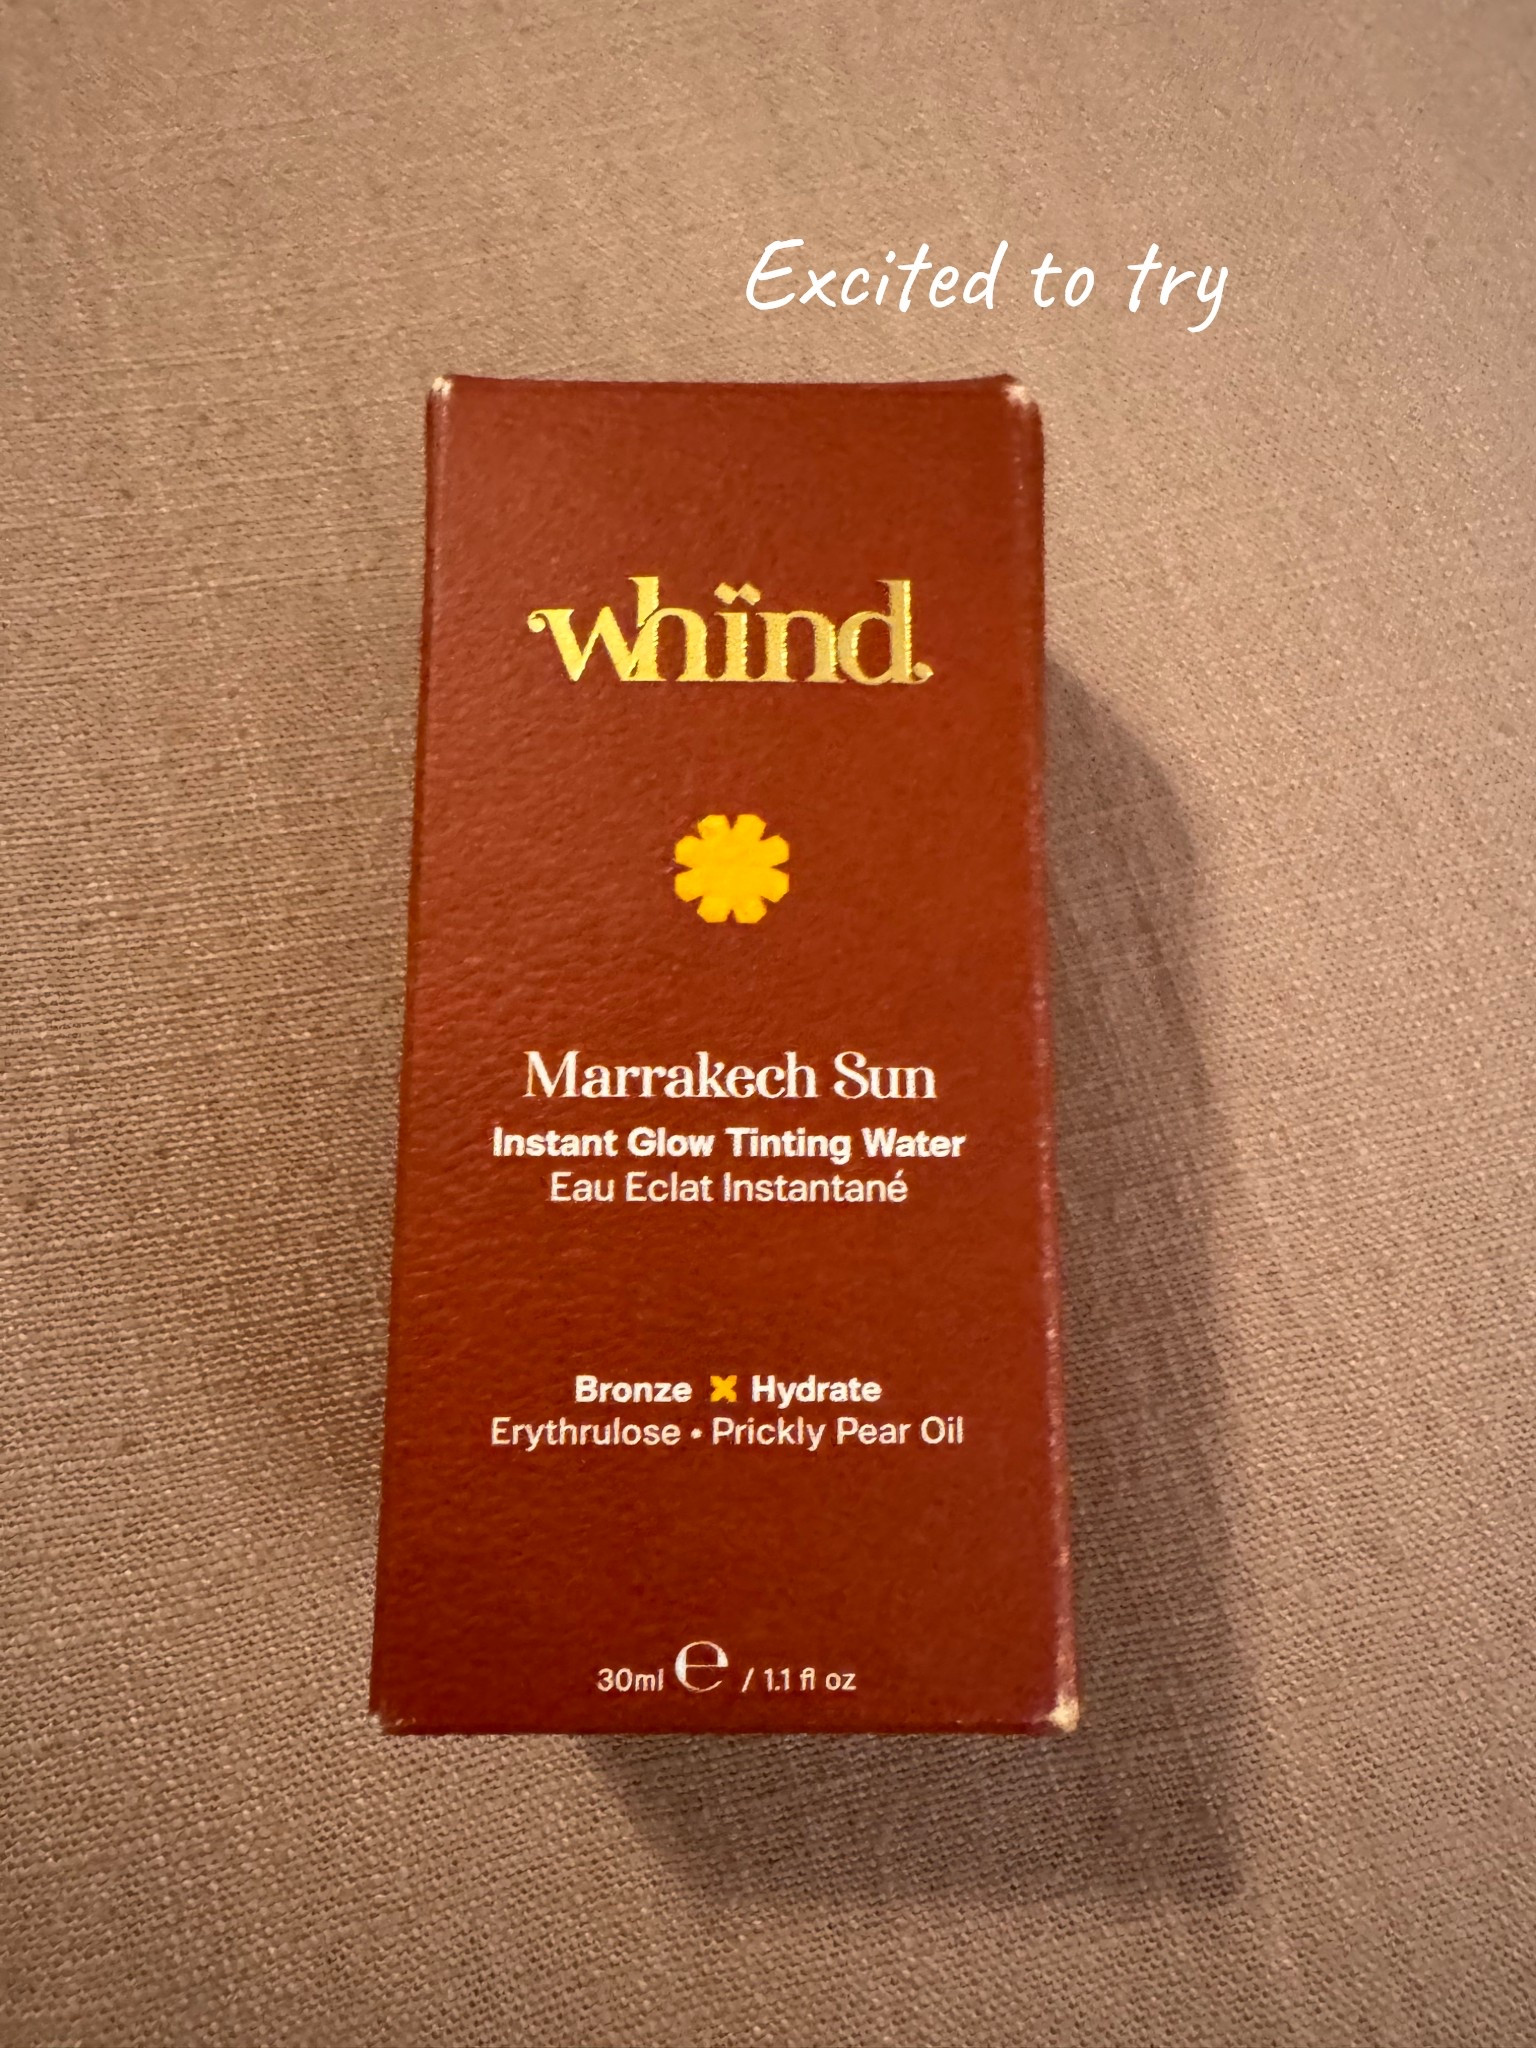 Excited to try
whïnd
Marrakech Sun
Instant Glow Tinting Water
Eau Eclat Instantané
Bronze x Hydrate
Erythrulose • Prickly Pear Oil
30ml ℮ / 1.1 fl oz